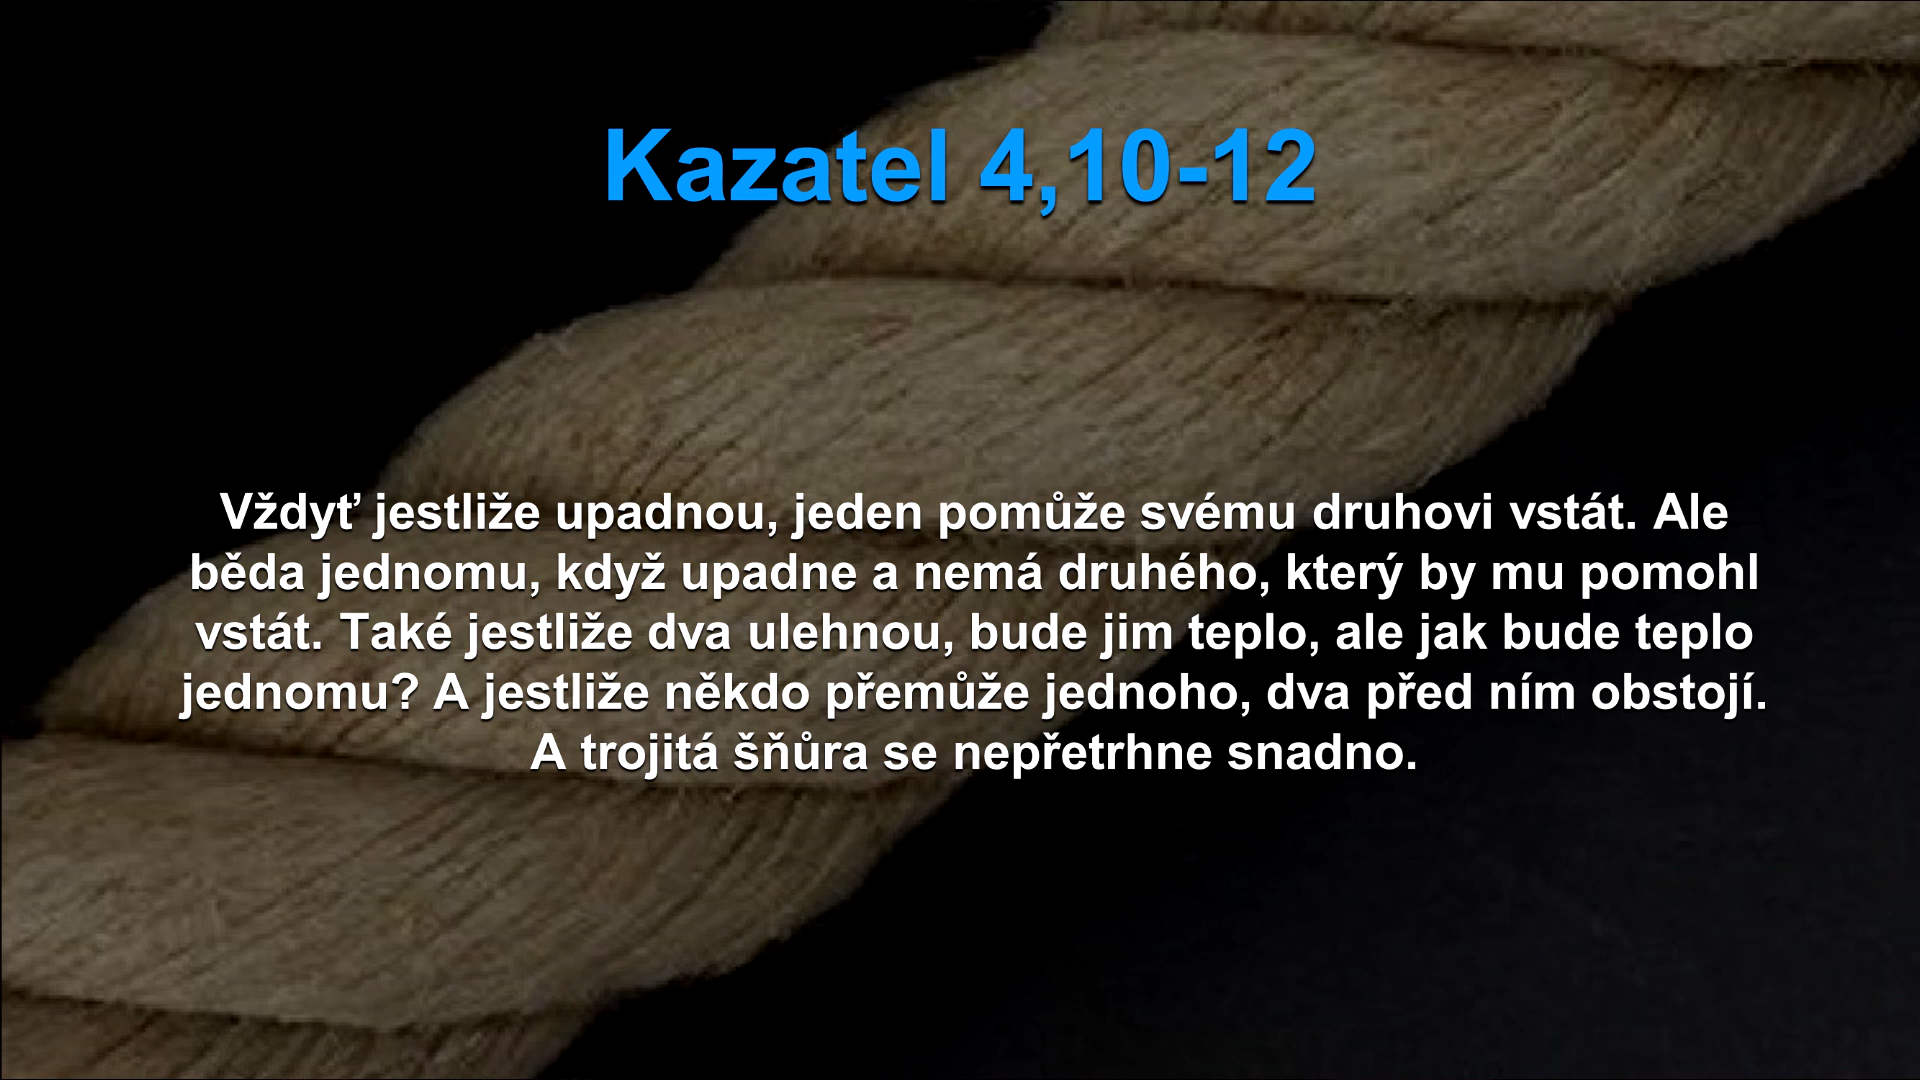 Kazatel 4,10-12
Vždyť jestliže upadnou, jeden pomůže svému druhovi vstát. Ale
běda jednomu, když upadne a nemá druhého, který by mu pomohl
vstát. Také jestliže dva ulehnou, bude jim teplo, ale jak bude teplo
jednomu? A jestliže někdo přemůže jednoho, dva před ním obstojí.
A trojitá šňůra se nepřetrhne snadno.